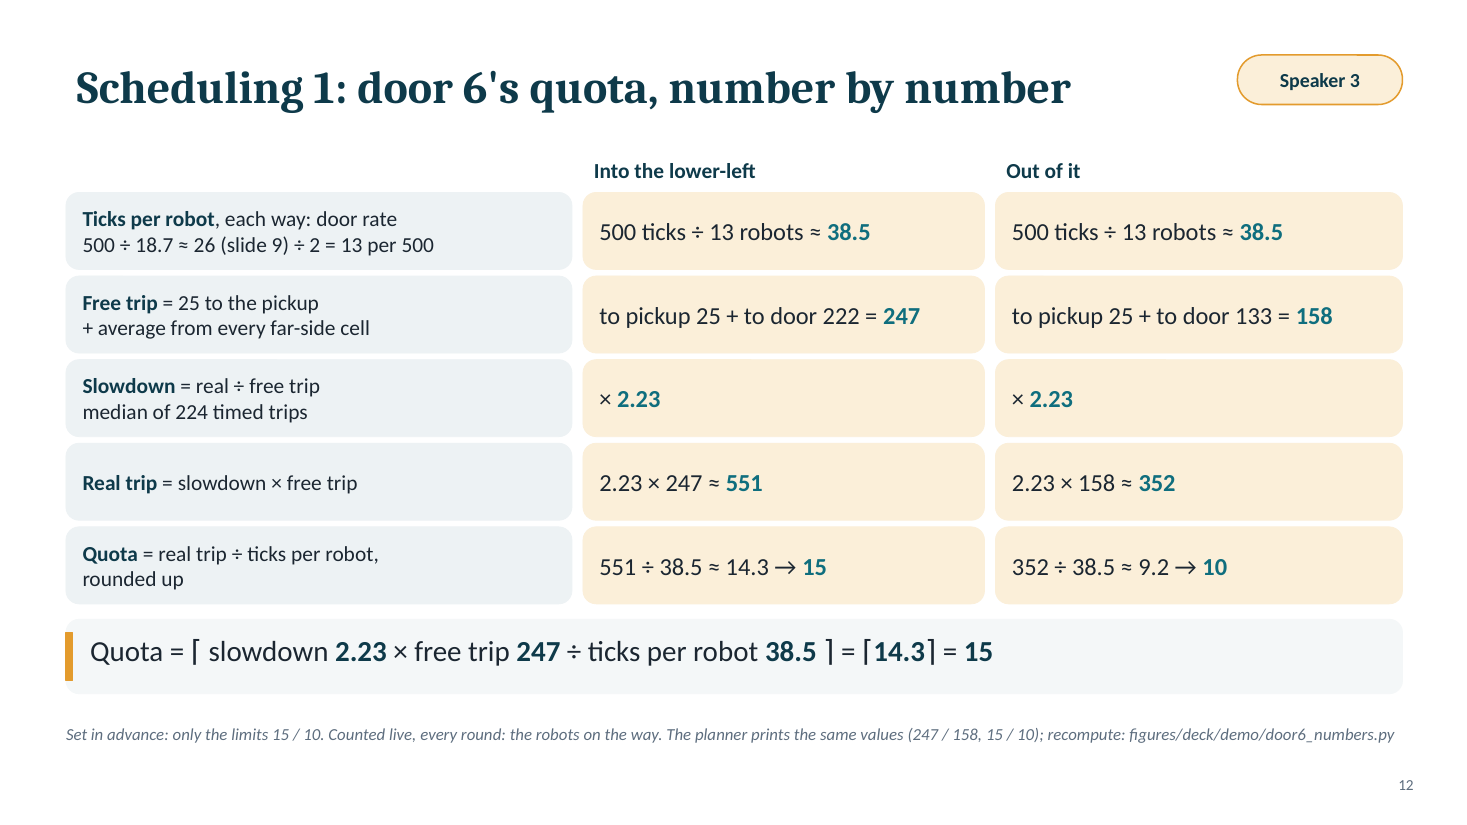 Scheduling 1: door 6's quota, number by number
Speaker 3
Into the lower-left
Out of it
Ticks per robot, each way: door rate
500 ÷ 18.7 ≈ 26 (slide 9) ÷ 2 = 13 per 500
500 ticks ÷ 13 robots ≈ 38.5
500 ticks ÷ 13 robots ≈ 38.5
Free trip = 25 to the pickup
+ average from every far-side cell
to pickup 25 + to door 222 = 247
to pickup 25 + to door 133 = 158
Slowdown = real ÷ free trip
median of 224 timed trips
× 2.23
× 2.23
Real trip = slowdown × free trip
2.23 × 247 ≈ 551
2.23 × 158 ≈ 352
Quota = real trip ÷ ticks per robot,
rounded up
551 ÷ 38.5 ≈ 14.3 → 15
352 ÷ 38.5 ≈ 9.2 → 10
Quota = ⌈ slowdown 2.23 × free trip 247 ÷ ticks per robot 38.5 ⌉ = ⌈14.3⌉ = 15
Set in advance: only the limits 15 / 10. Counted live, every round: the robots on the way. The planner prints the same values (247 / 158, 15 / 10); recompute: figures/deck/demo/door6_numbers.py
12